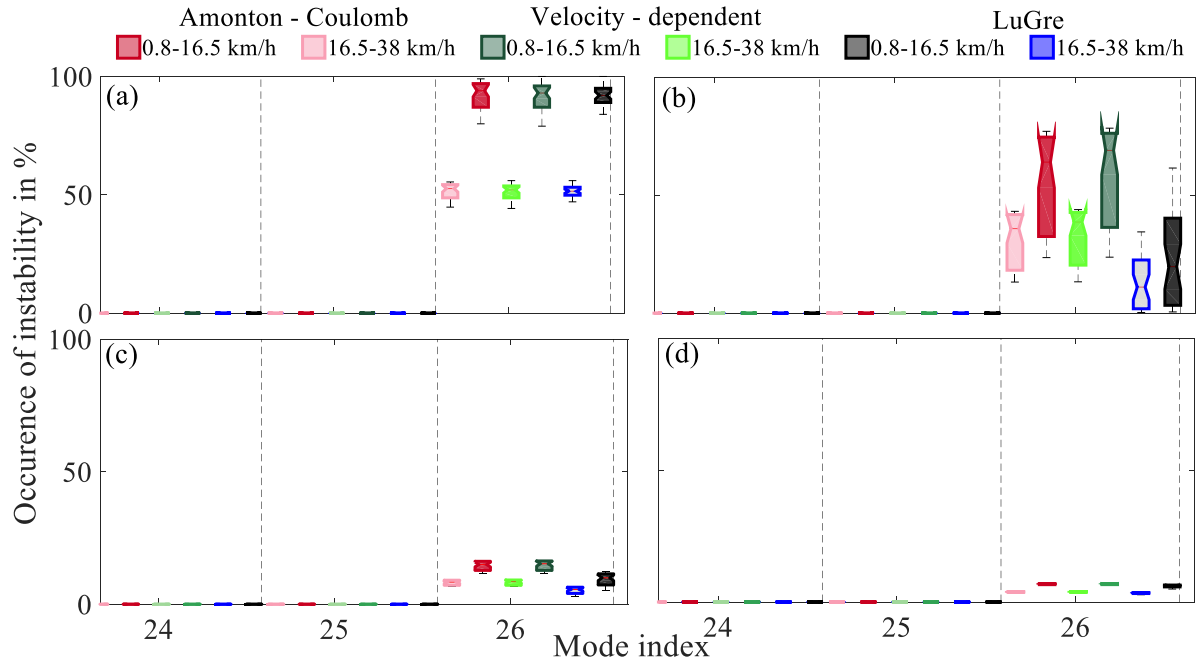 Amonton - Coulomb Velocity - dependent LuGre
0.8-16.5 km/h 16.5-38 km/h 0.8-16.5 km/h 16.5-38 km/h 0.8-16.5 km/h 16.5-38 km/h
Occurence of instability in %
100
(a)
(b)
50
0
100
(c)
(d)
50
0
24 25 26 24 25 26
Mode index